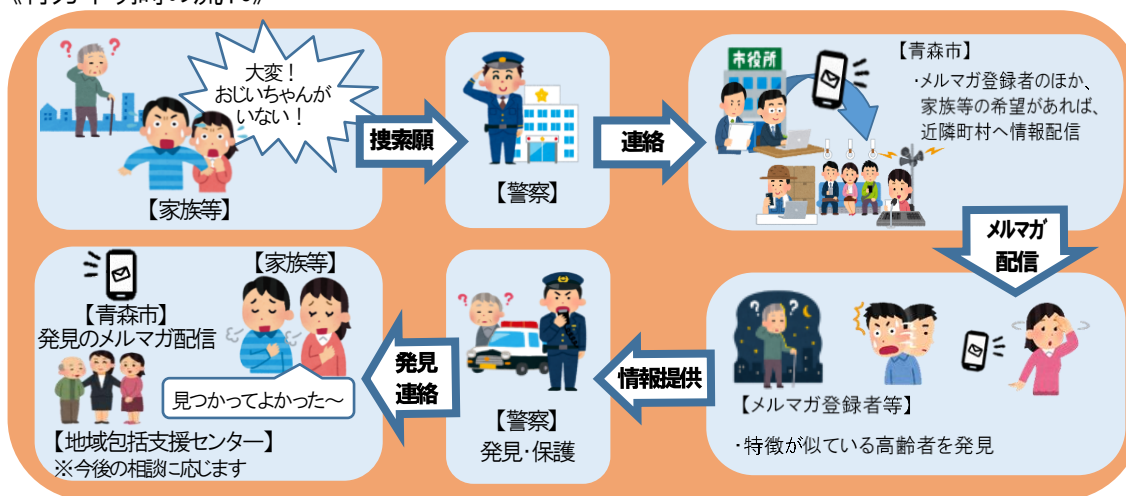 大変！
おじいちゃんが
いない！
【家族等】
捜索願
【警察】
連絡
市役所
【青森市】
・メルマガ登録者のほか、
家族等の希望があれば、
近隣町村へ情報配信
メルマガ
配信
【メルマガ登録者等】
・特徴が似ている高齢者を発見
情報提供
【警察】
発見・保護
発見
連絡
【家族等】
見つかってよかった～
【青森市】
発見のメルマガ配信
【地域包括支援センター】
※今後の相談に応じます